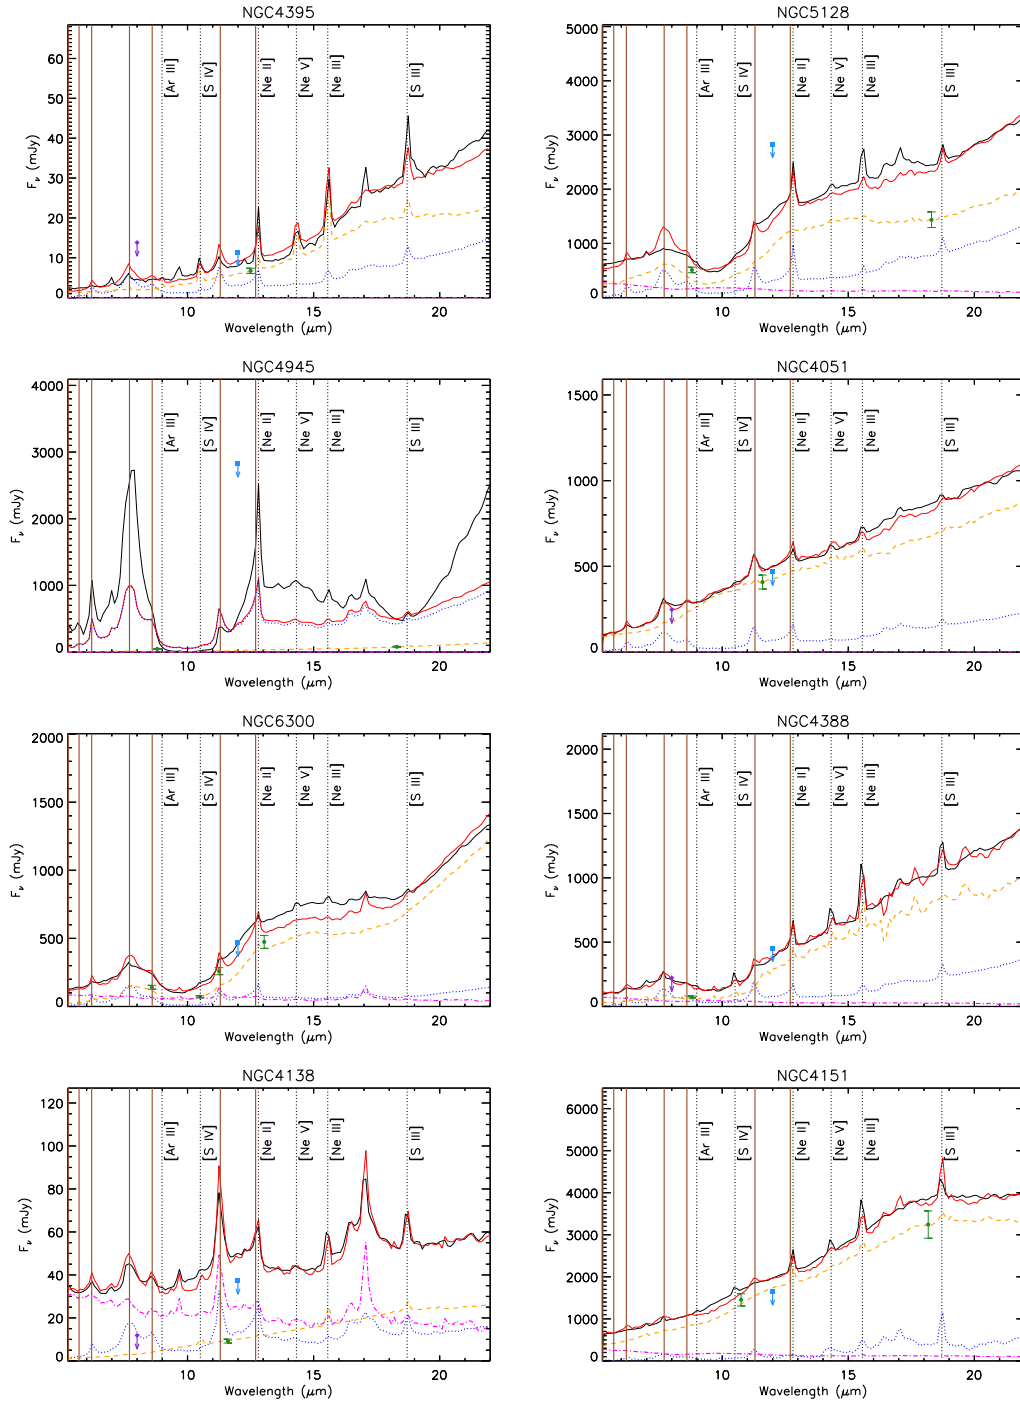 NGC4395
60
50
40
30
20
10
0
Fν (mJy)
[Ar III]
[S IV]
[Ne II]
[Ne V]
[Ne III]
[S III]
10
15
20
Wavelength (μm)
NGC5128
5000
4000
3000
2000
1000
0
Fν (mJy)
[Ar III]
[S IV]
[Ne II]
[Ne V]
[Ne III]
[S III]
10
15
20
Wavelength (μm)
NGC4945
4000
3000
2000
1000
0
Fν (mJy)
[Ar III]
[S IV]
[Ne II]
[Ne V]
[Ne III]
[S III]
10
15
20
Wavelength (μm)
NGC4051
1500
1000
500
0
Fν (mJy)
[Ar III]
[S IV]
[Ne II]
[Ne V]
[Ne III]
[S III]
10
15
20
Wavelength (μm)
NGC6300
2000
1500
1000
500
0
Fν (mJy)
[Ar III]
[S IV]
[Ne II]
[Ne V]
[Ne III]
[S III]
10
15
20
Wavelength (μm)
NGC4388
2000
1500
1000
500
0
Fν (mJy)
[Ar III]
[S IV]
[Ne II]
[Ne V]
[Ne III]
[S III]
10
15
20
Wavelength (μm)
NGC4138
120
100
80
60
40
20
0
Fν (mJy)
[Ar III]
[S IV]
[Ne II]
[Ne V]
[Ne III]
[S III]
10
15
20
Wavelength (μm)
NGC4151
6000
5000
4000
3000
2000
1000
0
Fν (mJy)
[Ar III]
[S IV]
[Ne II]
[Ne V]
[Ne III]
[S III]
10
15
20
Wavelength (μm)